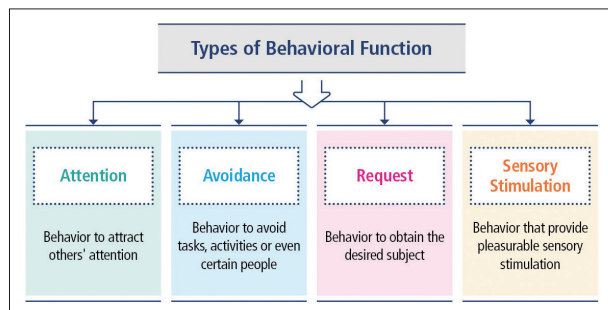 Types of Behavioral Function
Attention
Behavior to attract
others' attention
Avoidance
Behavior to avoid
tasks, activities or even
certain people
Request
Behavior to obtain the
desired subject
Sensory
Stimulation
Behavior that provide
pleasurable sensory
stimulation